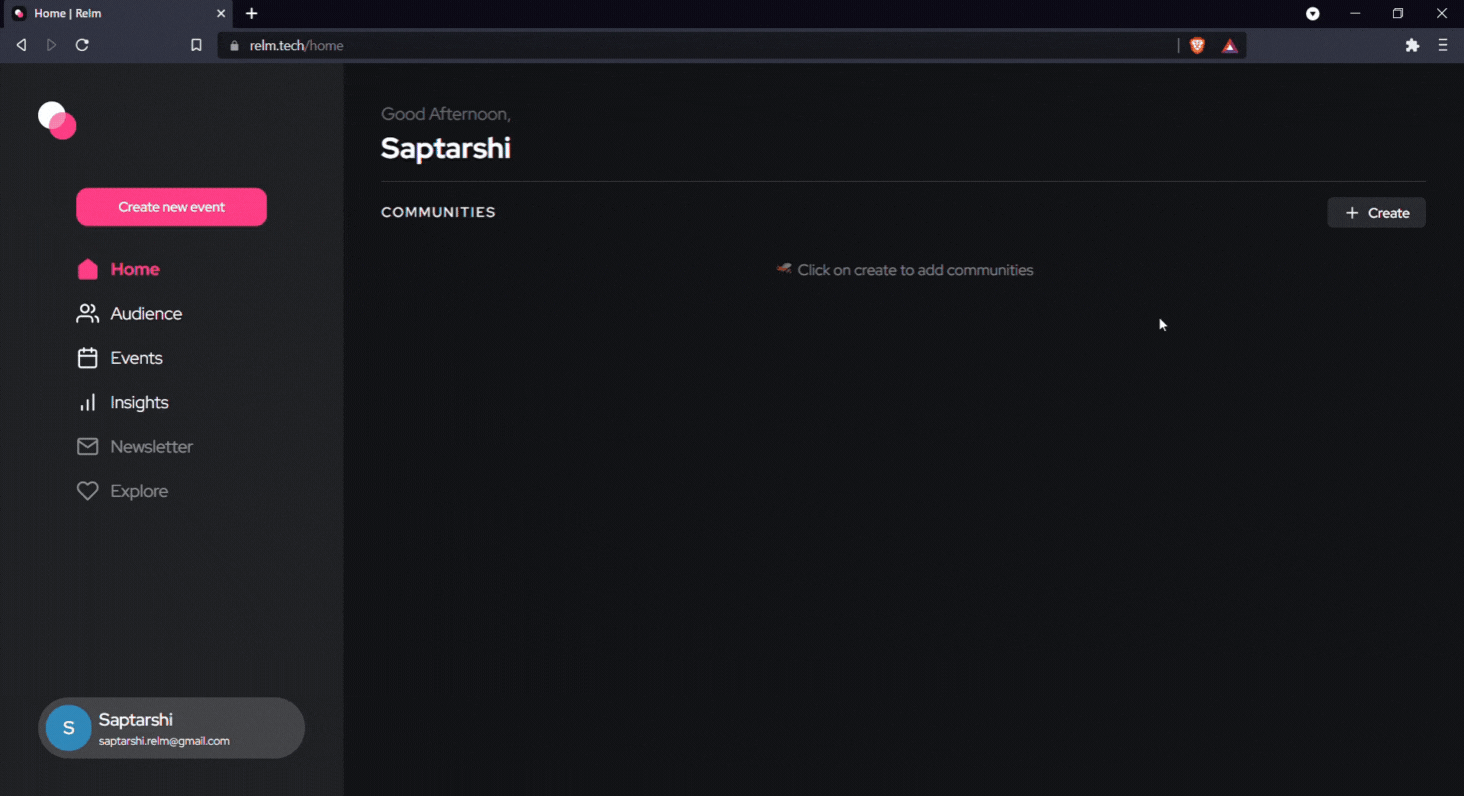 Home | Relm
relm.tech/home
Create new event
Home
Audience
Events
Insights
Newsletter
Explore
S
Saptarshi
saptarshi.relm@gmail.com
Good Afternoon,
Saptarshi
COMMUNITIES
+ Create
Click on create to add communities